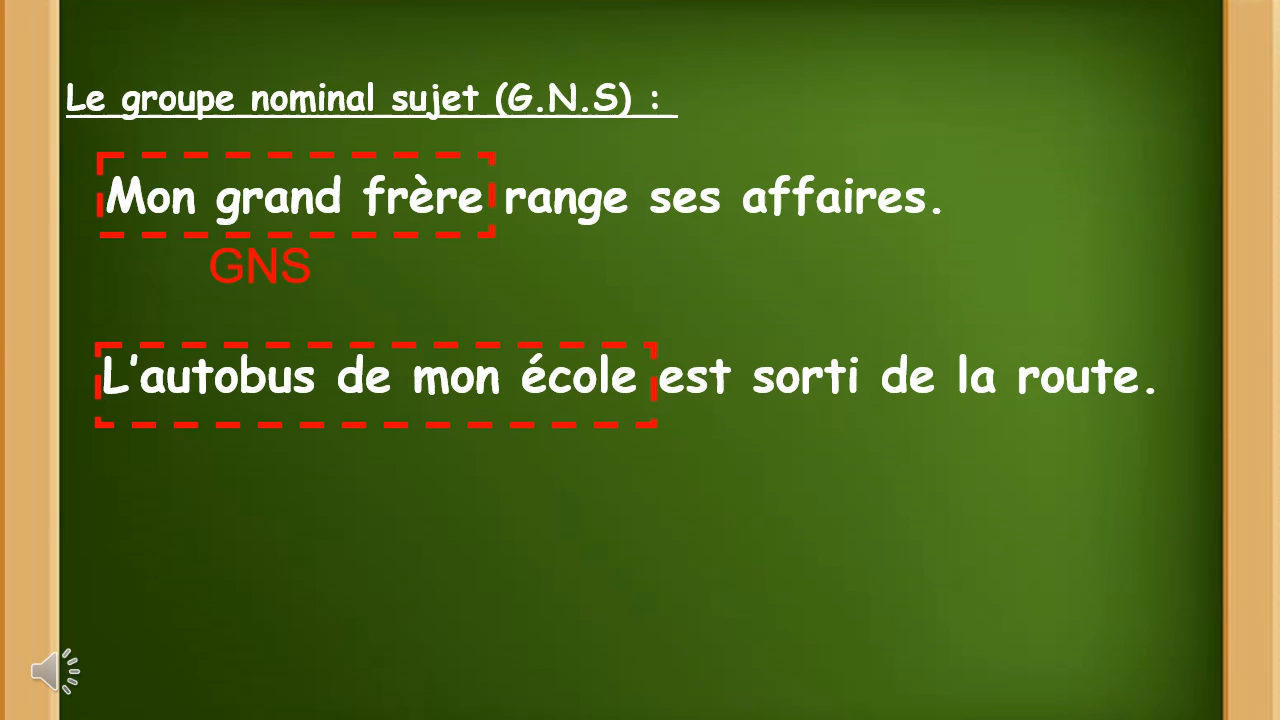 Le groupe nominal sujet (G.N.S) :
Mon grand frère range ses affaires.
GNS
L’autobus de mon école est sorti de la route.